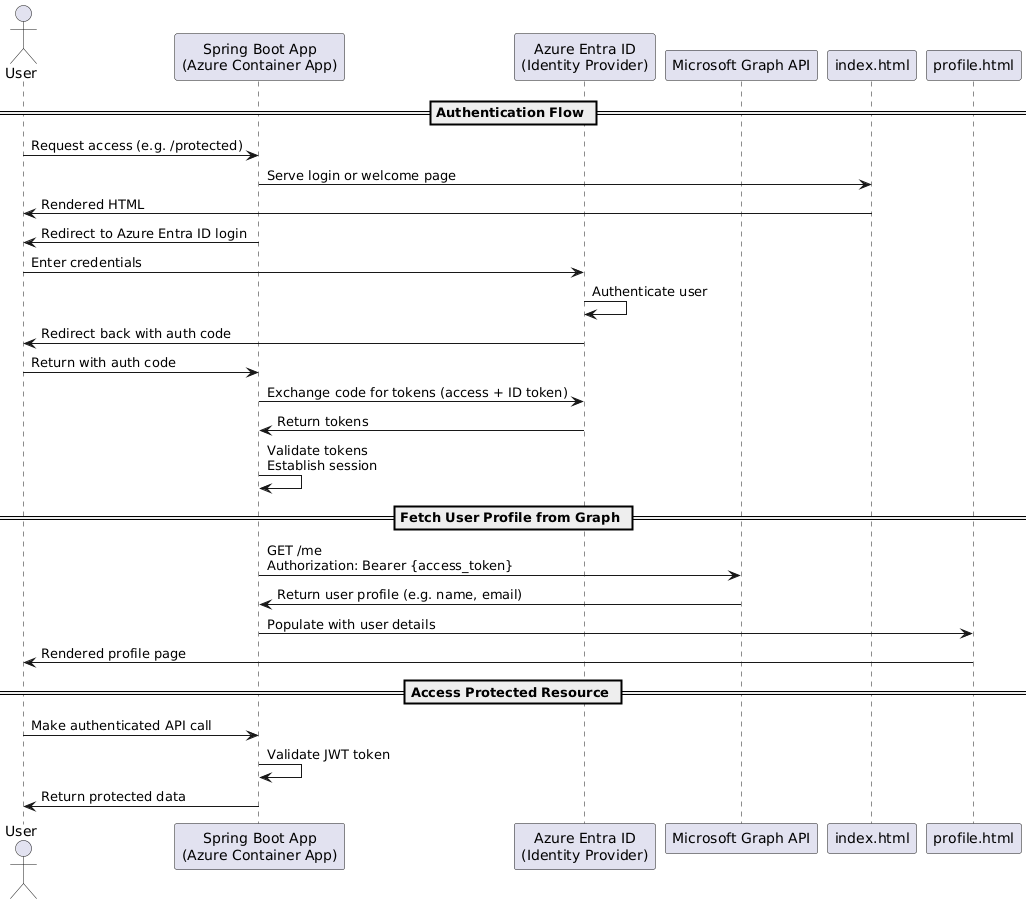 User
Spring Boot App
(Azure Container App)
Azure Entra ID
(Identity Provider)
Microsoft Graph API
index.html
profile.html
Authentication Flow
Request access (e.g. /protected)
Serve login or welcome page
Rendered HTML
Redirect to Azure Entra ID login
Enter credentials
Authenticate user
Redirect back with auth code
Return with auth code
Exchange code for tokens (access + ID token)
Return tokens
Validate tokens
Establish session
Fetch User Profile from Graph
GET /me
Authorization: Bearer {access_token}
Return user profile (e.g. name, email)
Populate with user details
Rendered profile page
Access Protected Resource
Make authenticated API call
Validate JWT token
Return protected data
User
Spring Boot App
(Azure Container App)
Azure Entra ID
(Identity Provider)
Microsoft Graph API
index.html
profile.html